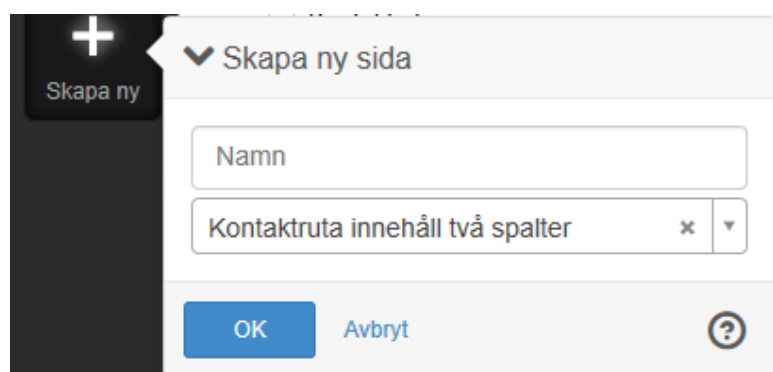 Skapa ny
Skapa ny sida
Namn
Kontaktruta innehåll två spalter
OK Avbryt